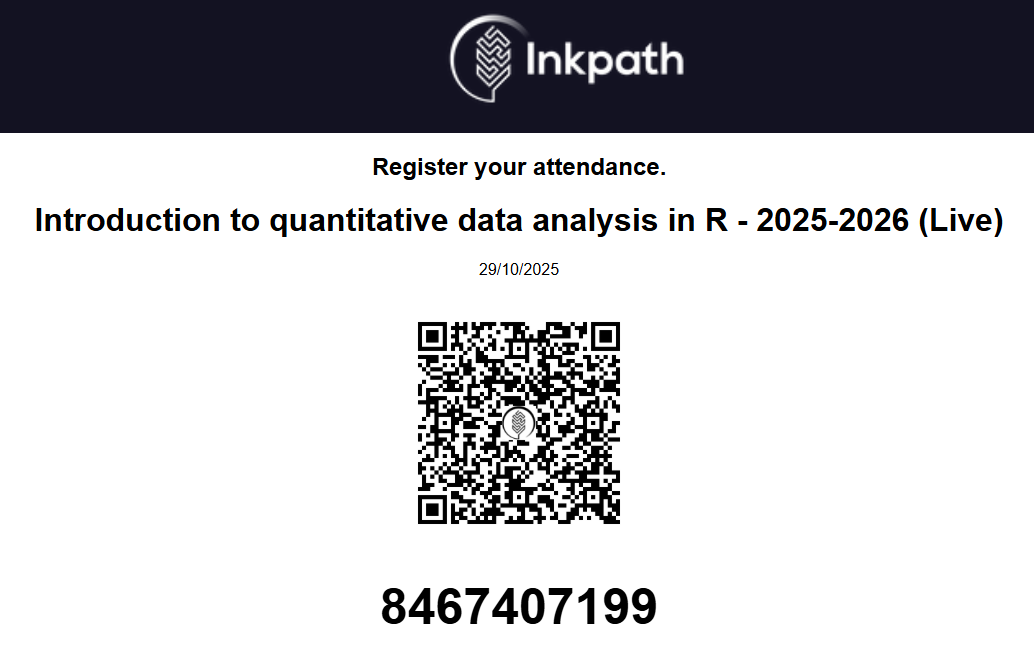 Inkpath
Register your attendance.
Introduction to quantitative data analysis in R - 2025-2026 (Live)
29/10/2025
8467407199